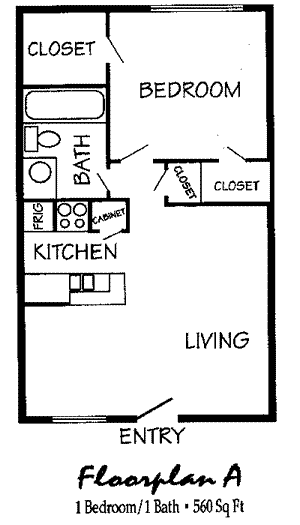 CLOSET
BEDROOM
BATH
CLOSET
CLOSET
FRIG
CABINET
KITCHEN
LIVING
ENTRY
Floorplan A
1 Bedroom/1 Bath • 560 Sq Ft